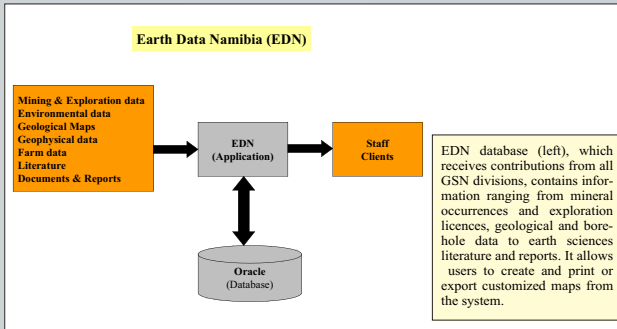 Earth Data Namibia (EDN)
Mining & Exploration data
Environmental data
Geological Maps
Geophysical data
Farm data
Literature
Documents & Reports
EDN
(Application)
Staff
Clients
Oracle
(Database)
EDN database (left), which
receives contributions from all
GSN divisions, contains infor-
mation ranging from mineral
occurrences and exploration
licences, geological and bore-
hole data to earth sciences
literature and reports. It allows
users to create and print or
export customized maps from
the system.